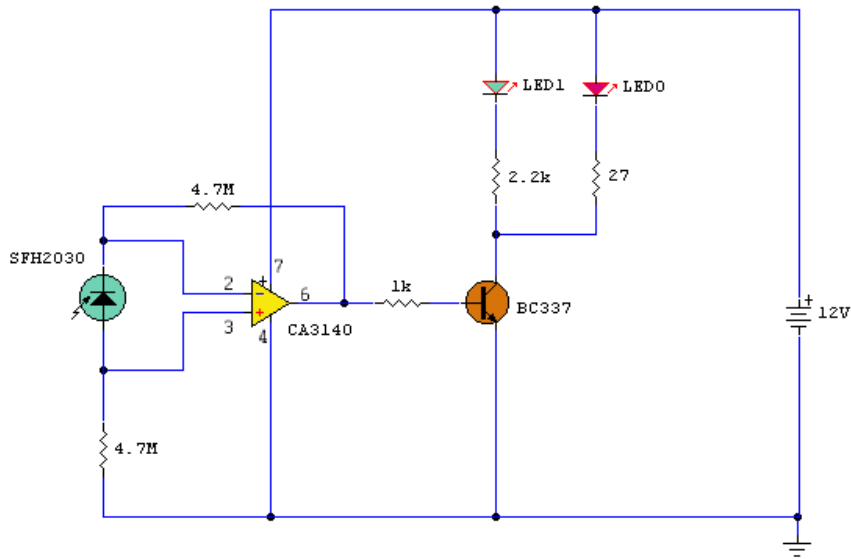 LED1
LED0
2.2k
27
4.7M
SFH2030
2
7
+
-
6
3
+
4
CA3140
1k
BC337
+
12V
4.7M